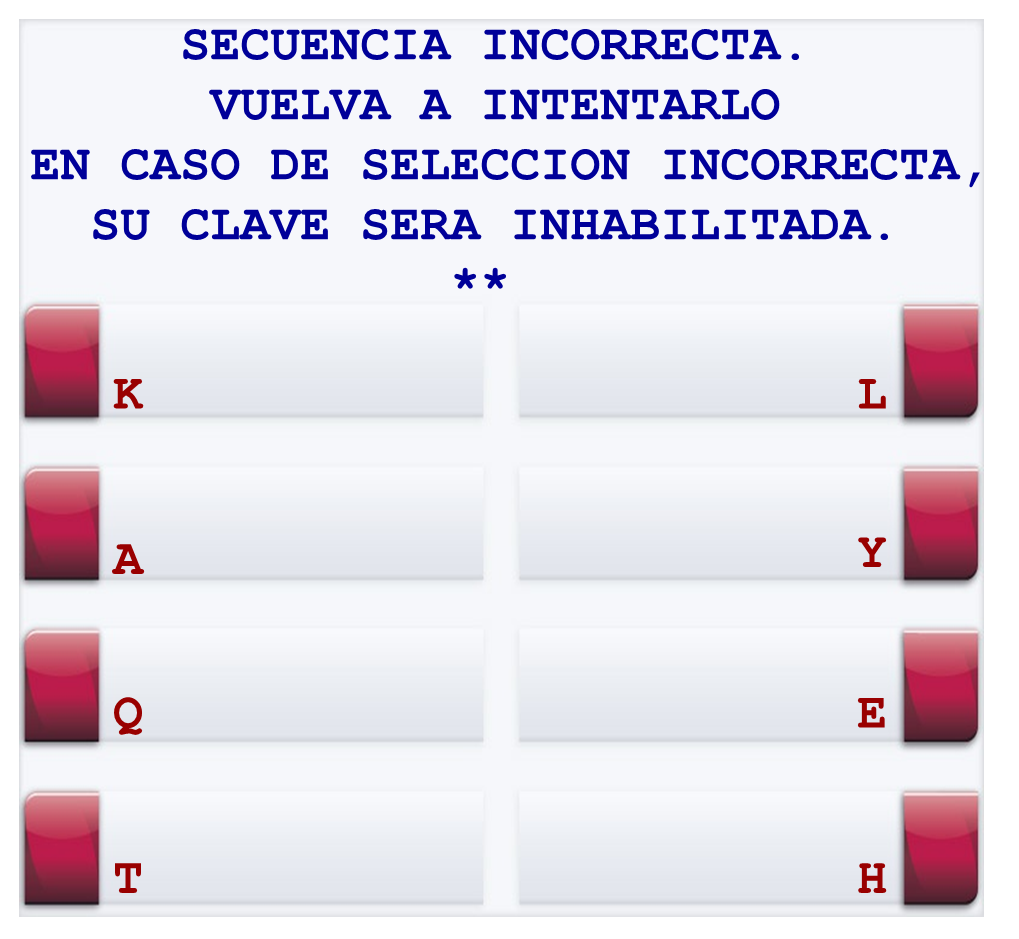 SECUENCIA INCORRECTA.
VUELVA A INTENTARLO
EN CASO DE SELECCION INCORRECTA,
SU CLAVE SERA INHABILITADA.
**
K L
A Y
Q E
T H